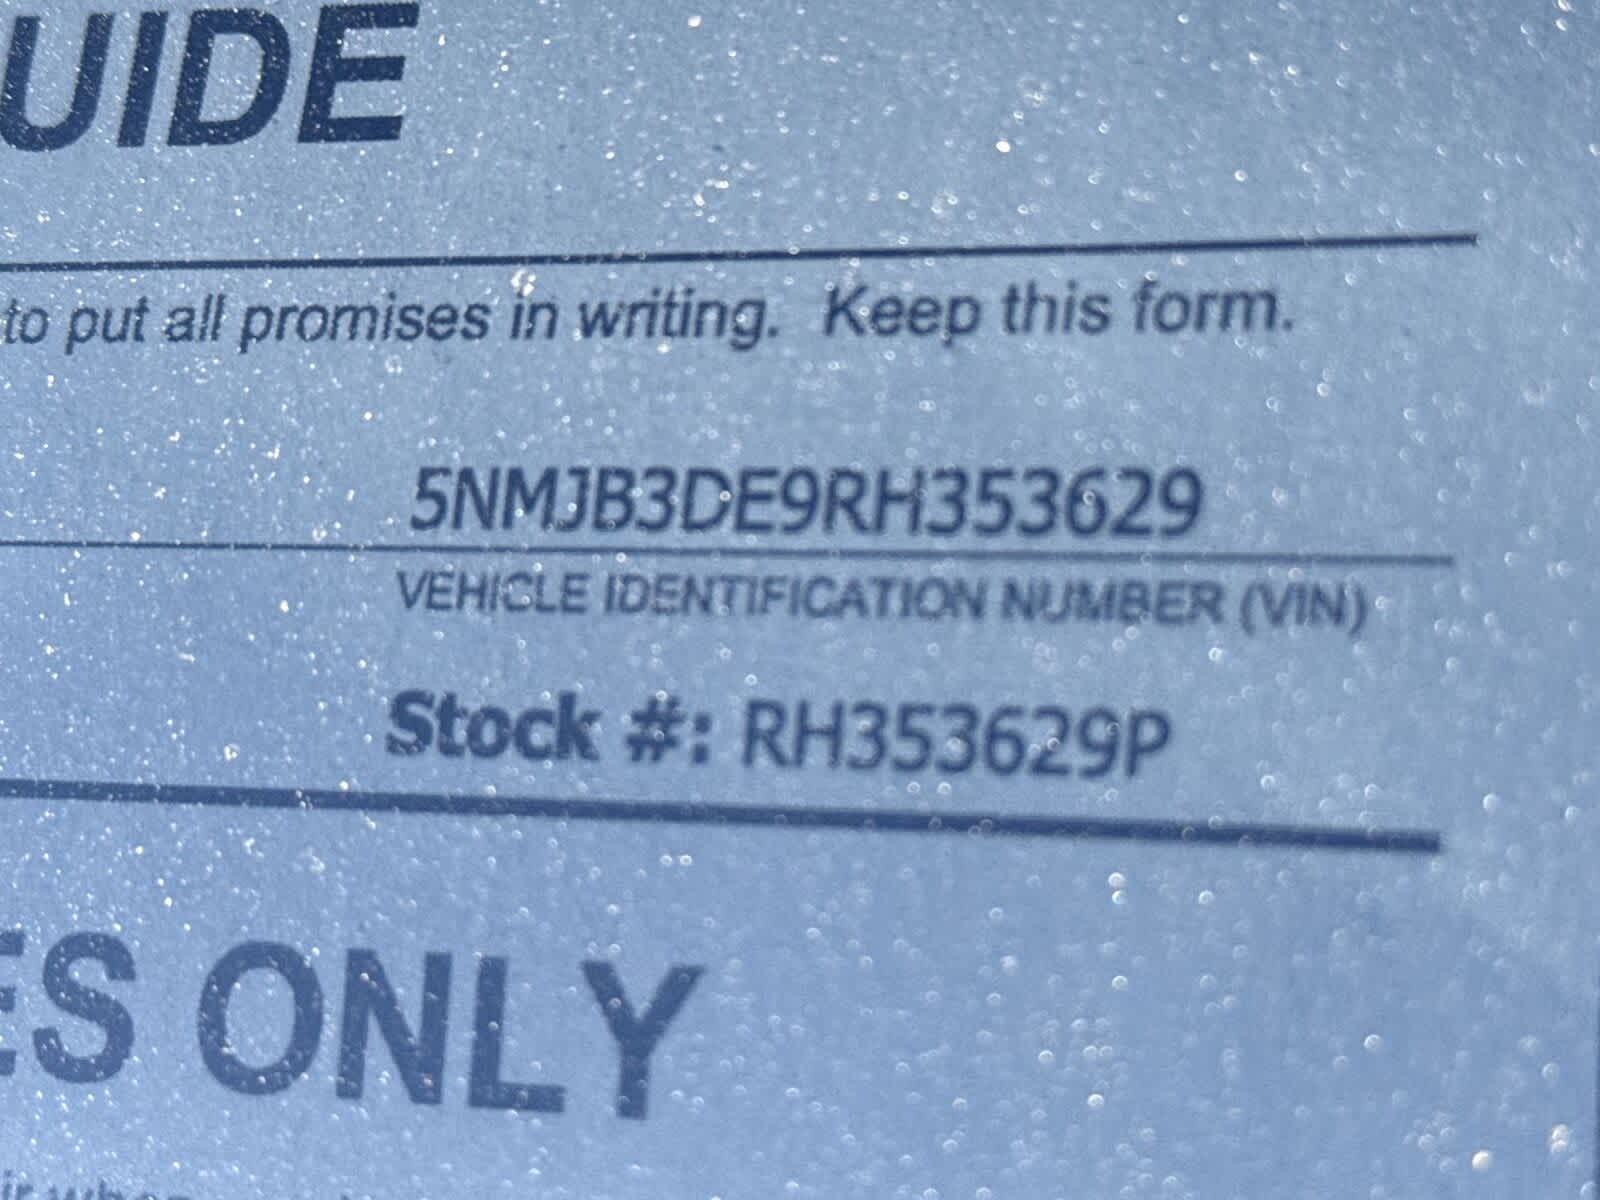 UIDE
to put all promises in writing. Keep this form.
5NMJB3DE9RH353629
VEHICLE IDENTIFICATION NUMBER (VIN)
Stock #: RH353629P
ES ONLY